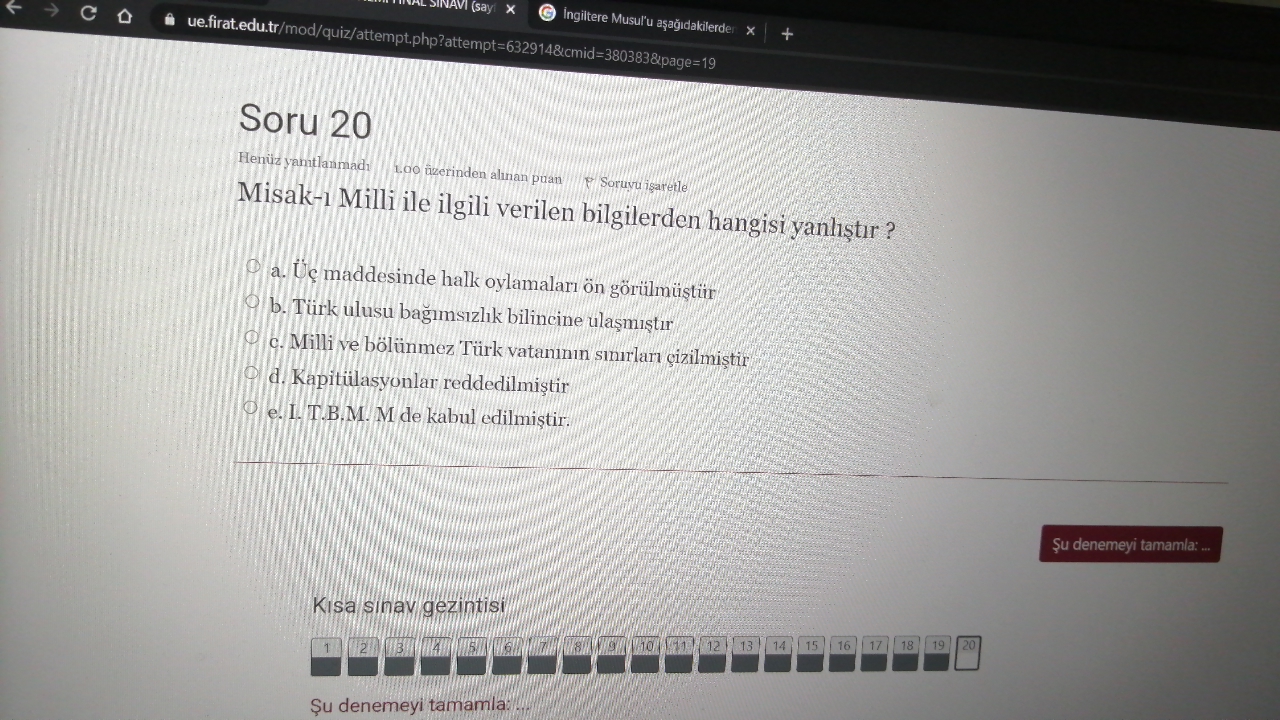 FİNAL SINAVI (sayf
İngiltere Musul'u aşağıdakilerden
ue.firat.edu.tr/mod/quiz/attempt.php?attempt=632914&cmid=380383&page=19
Soru 20
Henüz yanıtlanmadı 1.00 üzerinden alınan puan Soruyu işaretle
Misak-ı Milli ile ilgili verilen bilgilerden hangisi yanlıştır ?
a. Üç maddesinde halk oylamaları ön görülmüştür
b. Türk ulusu bağımsızlık bilincine ulaşmıştır
c. Milli ve bölünmez Türk vatanının sınırları çizilmiştir
d. Kapitülasyonlar reddedilmiştir
e. I. T.B.M. M de kabul edilmiştir.
Şu denemeyi tamamla: ...
Kısa sınav gezintisi
1 2 3 4 5 6 7 8 9 10 11 12 13 14 15 16 17 18 19 20
Şu denemeyi tamamla: ...